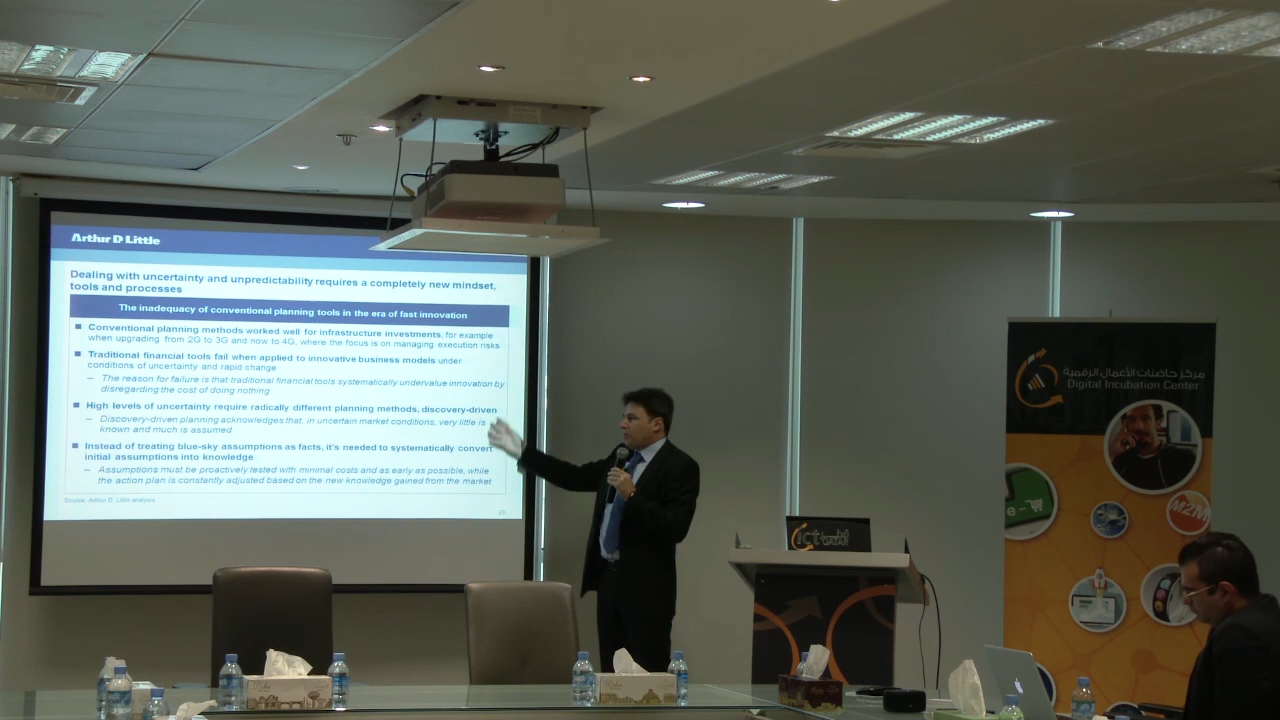 Arthur D Little
Dealing with uncertainty and unpredictability requires a completely new mindset,
tools and processes
The inadequacy of conventional planning tools in the era of fast innovation
Conventional planning methods worked well for infrastructure investments, for example
when upgrading from 2G to 3G and now to 4G, where the focus is on managing execution risks
Traditional financial tools fail when applied to innovative business models under
conditions of uncertainty and rapid change
– The reason for failure is that traditional financial tools systematically undervalue innovation by
disregarding the cost of doing nothing
High levels of uncertainty require radically different planning methods, discovery-driven
– Discovery-driven planning acknowledges that, in uncertain market conditions, very little is
known and much is assumed
Instead of treating blue-sky assumptions as facts, it's needed to systematically convert
initial assumptions into knowledge
– Assumptions must be proactively tested with minimal costs and as early as possible, while
the action plan is constantly adjusted based on the new knowledge gained from the market
Source: Arthur D. Little analysis
مركز حاضنات الأعمال الرقمية
Digital Incubation Center
e-
M2M
ict
QATAR